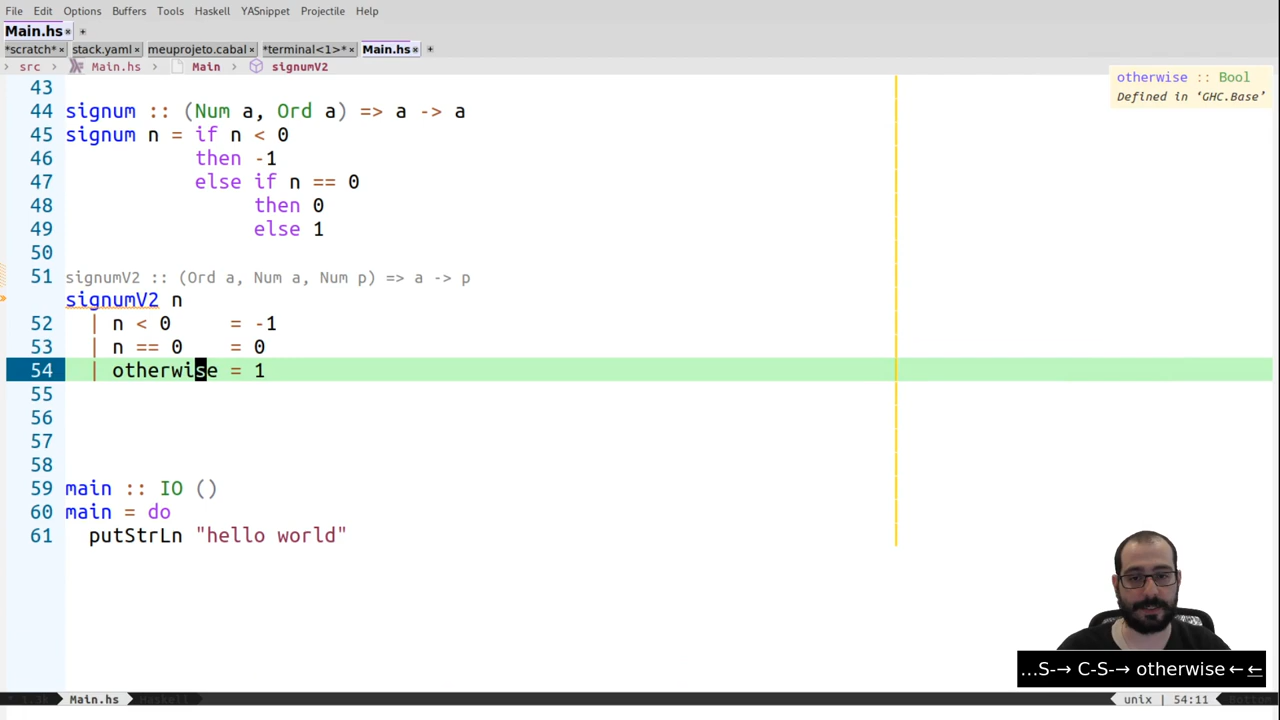 File Edit Options Buffers Tools Haskell YASnippet Projectile Help
Main.hs × +
*scratch* × stack.yaml × meuprojeto.cabal × *terminal<1>* × Main.hs × +
› src › Main.hs › Main › signumV2
otherwise :: Bool
Defined in ‘GHC.Base’
43
44 signum :: (Num a, Ord a) => a -> a
45 signum n = if n < 0
46 then -1
47 else if n == 0
48 then 0
49 else 1
50
51 signumV2 :: (Ord a, Num a, Num p) => a -> p
signumV2 n
52 | n < 0 = -1
53 | n == 0 = 0
54 | otherwise = 1
55
56
57
58
59 main :: IO ()
60 main = do
61 putStrLn "hello world"
...S-→ C-S-→ otherwise←←
Main.hs Haskell unix | 54:11 Bottom